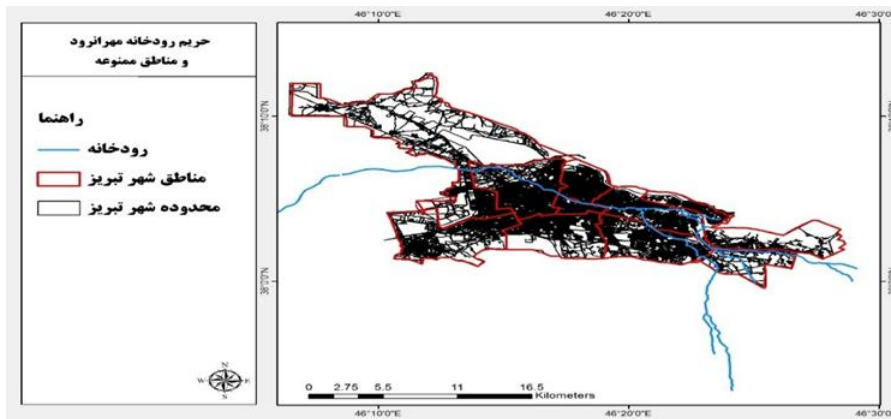 حریم رودخانه مهرانرود
و مناطق ممنوعه
راهنما
رودخانه
مناطق شهر تبریز
محدوده شهر تبریز
N
W E
S
46°10'0"E 46°20'0"E 46°30'0"E
38°10'0"N
38°0'0"N
0 2.75 5.5 11 16.5
Kilometers
46°10'0"E 46°20'0"E 46°30'0"E